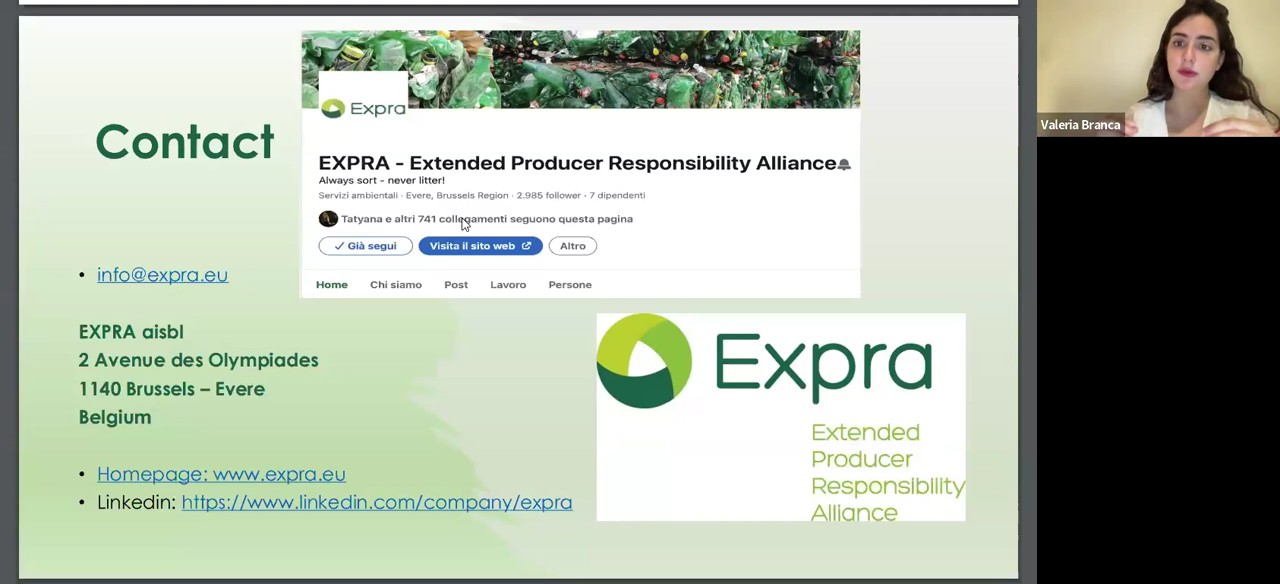 Contact
Expra
EXPRA - Extended Producer Responsibility Alliance
Always sort - never litter!
Servizi ambientali · Evere, Brussels Region · 2.985 follower · 7 dipendenti
Tatyana e altri 741 collegamenti seguono questa pagina
Già segui
Visita il sito web
Altro
Home Chi siamo Post Lavoro Persone
• info@expra.eu
EXPRA aisbl
2 Avenue des Olympiades
1140 Brussels – Evere
Belgium
• Homepage: www.expra.eu
• Linkedin: https://www.linkedin.com/company/expra
Expra
Extended
Producer
Responsibility
Alliance
Valeria Branca